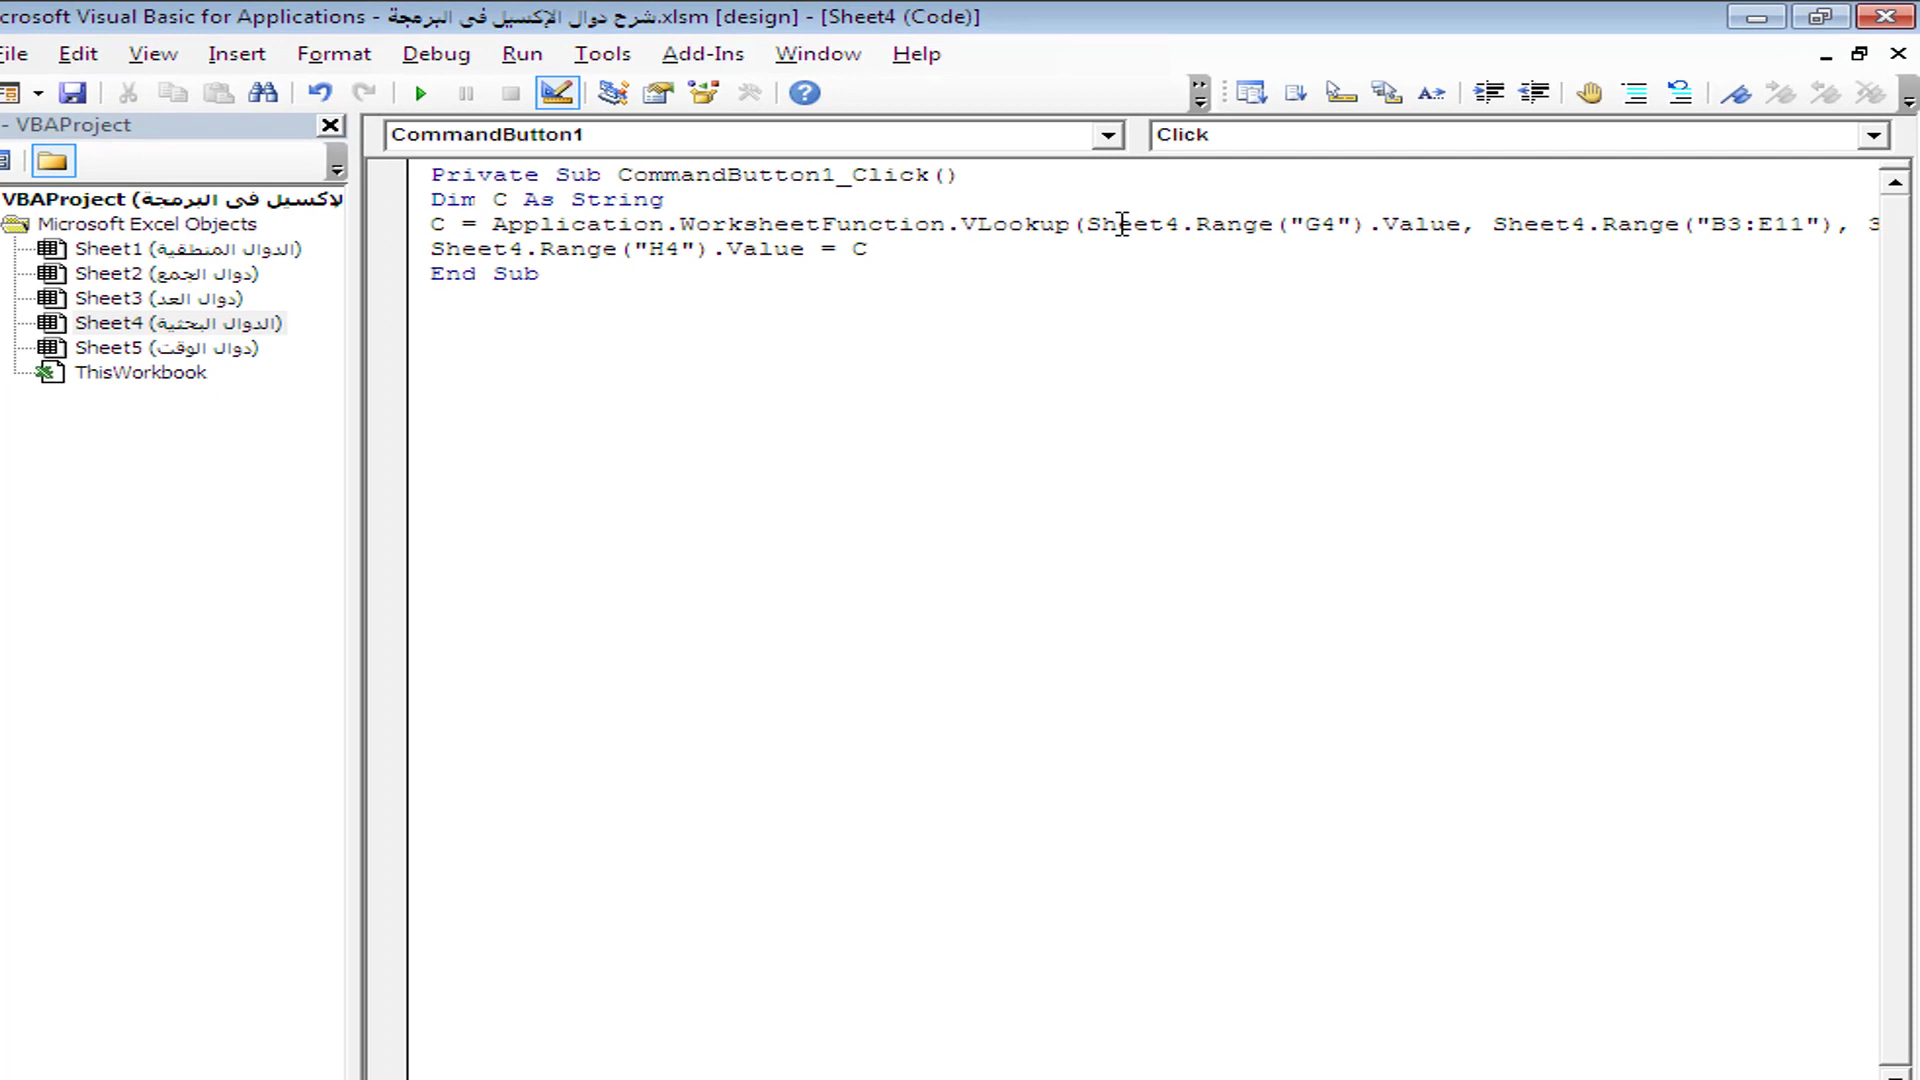 crosoft Visual Basic for Applications - شرح دوال الإكسيل فى البرمجة.xlsm [design] - [Sheet4 (Code)]
File Edit View Insert Format Debug Run Tools Add-Ins Window Help
- VBAProject
CommandButton1
Click
VBAProject (لإكسيل فى البرمجة
Microsoft Excel Objects
Sheet1 (الدوال المنطقية)
Sheet2 (دوال الجمع)
Sheet3 (دوال العد)
Sheet4 (الدوال البحثية)
Sheet5 (دوال الوقت)
ThisWorkbook
Private Sub CommandButton1_Click()
Dim C As String
C = Application.WorksheetFunction.VLookup(Sheet4.Range("G4").Value, Sheet4.Range("B3:E11"), 3
Sheet4.Range("H4").Value = C
End Sub